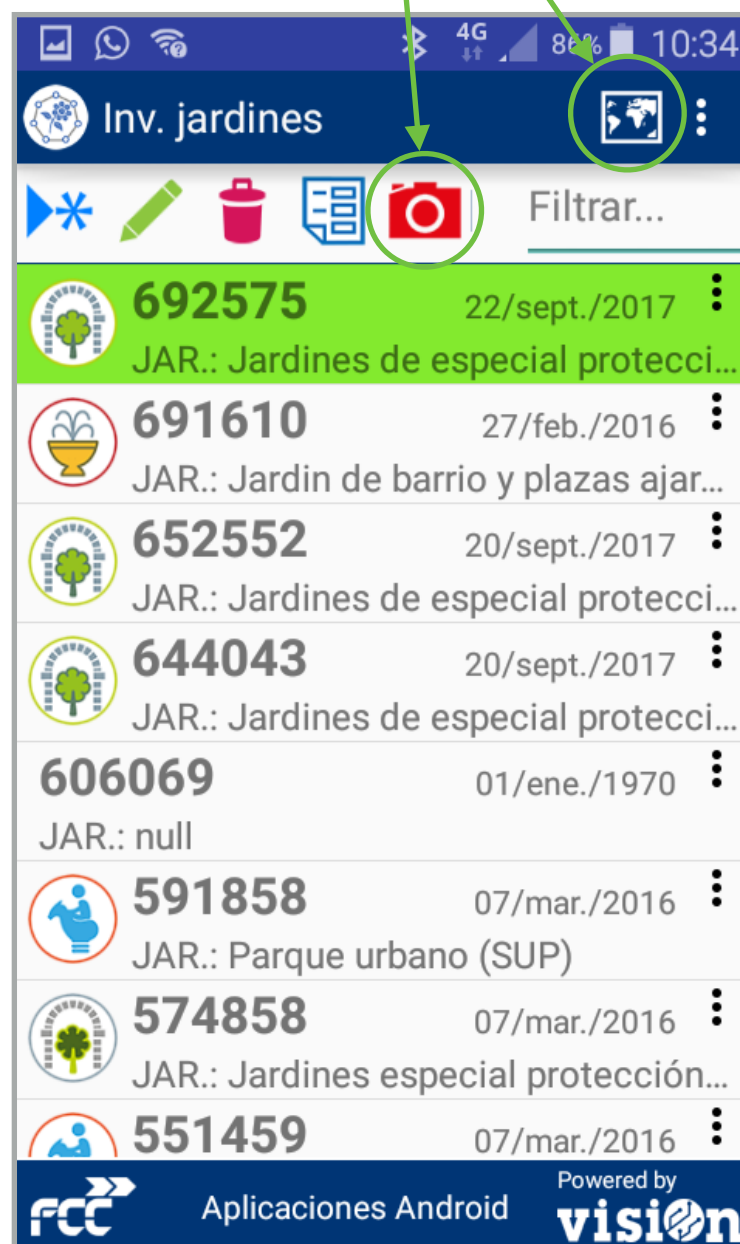 4G 86% 10:34
Inv. jardines
Filtrar...
692575 22/sept./2017
JAR.: Jardines de especial protecci...
691610 27/feb./2016
JAR.: Jardin de barrio y plazas ajar...
652552 20/sept./2017
JAR.: Jardines de especial protecci...
644043 20/sept./2017
JAR.: Jardines de especial protecci...
606069 01/ene./1970
JAR.: null
591858 07/mar./2016
JAR.: Parque urbano (SUP)
574858 07/mar./2016
JAR.: Jardines especial protección...
551459 07/mar./2016
Powered by
FCC Aplicaciones Android vision